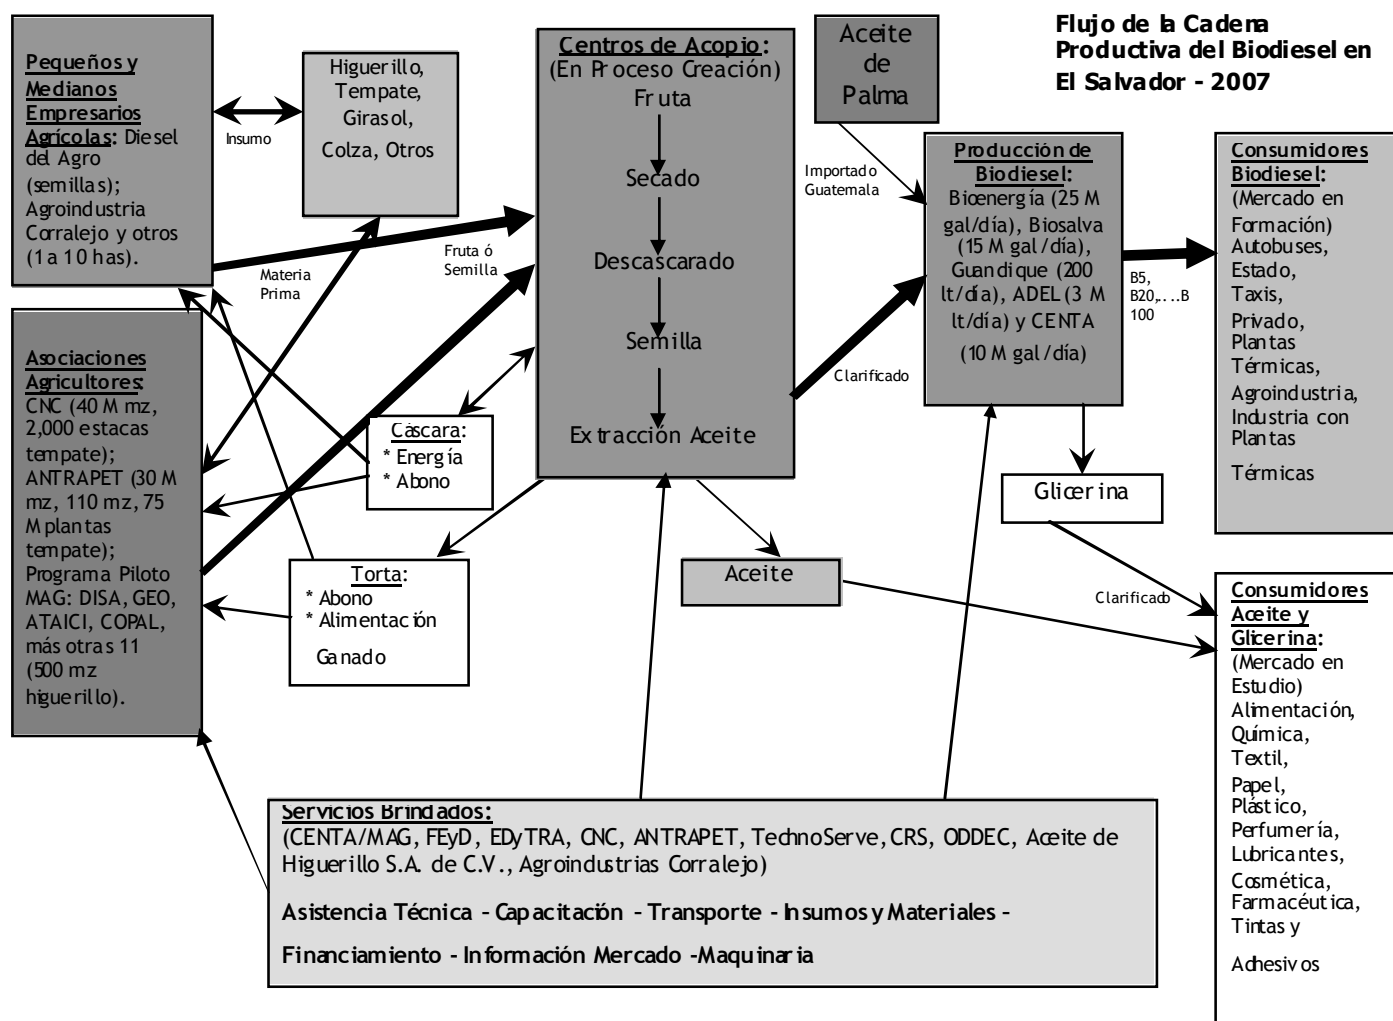 Flujo de la Cadena
Productiva del Biodiesel en
El Salvador - 2007
Pequeños y
Medianos
Empresarios
Agrícolas: Diesel
del Agro
(semillas);
Agroindustria
Corralejo y otros
(1 a 10 has).
Insumo
Higuerillo,
Tempate,
Girasol,
Colza, Otros
Materia
Prima
Fruta ó
Semilla
Centros de Acopio:
(En Proceso Creación)
Fruta
Secado
Descascarado
Semilla
Extracción Aceite
Aceite
de
Palma
Importado
Guatemala
Clarificado
Producción de
Biodiesel:
Bioenergía (25 M
gal/día), Biosalva
(15 M gal/día),
Guandique (200
lt/día), ADEL (3 M
lt/día) y CENTA
(10 M gal/día)
B5,
B20,....B
100
Consumidores
Biodiesel:
(Mercado en
Formación)
Autobuses,
Estado,
Taxis,
Privado,
Plantas
Térmicas,
Agroindustria,
Industria con
Plantas
Térmicas
Asociaciones
Agricultores:
CNC (40 M mz,
2,000 estacas
tempate);
ANTRAPET (30 M
mz, 110 mz, 75
M plantas
tempate);
Programa Piloto
MAG: DISA, GEO,
ATAICI, COPAL,
más otras 11
(500 mz
higuerillo).
Cáscara:
* Energía
* Abono
Torta:
* Abono
* Alimentación
Ganado
Aceite
Glicerina
Clarificado
Consumidores
Aceite y
Glicerina:
(Mercado en
Estudio)
Alimentación,
Química,
Textil,
Papel,
Plástico,
Perfumería,
Lubricantes,
Cosmética,
Farmacéutica,
Tintas y
Adhesivos
Servicios Brindados:
(CENTA/MAG, FEyD, EDyTRA, CNC, ANTRAPET, TechnoServe, CRS, ODDEC, Aceite de
Higuerillo S.A. de C.V., Agroindustrias Corralejo)
Asistencia Técnica - Capacitación - Transporte - Insumos y Materiales -
Financiamiento - Información Mercado -Maquinaria